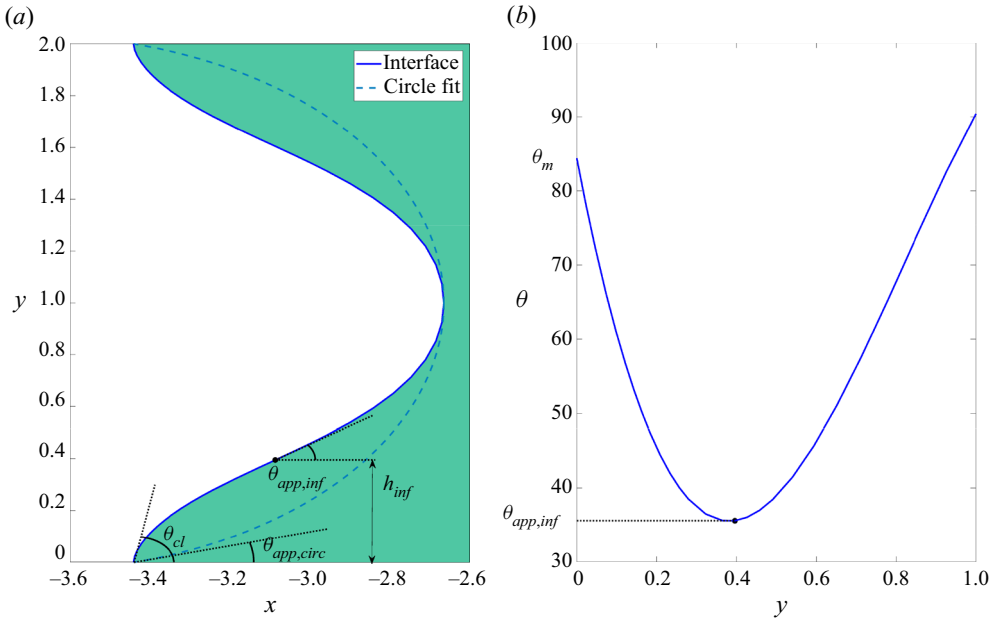 (a)
2.0
1.8
1.6
1.4
1.2
y 1.0
0.8
0.6
0.4
0.2
0
Interface
Circle fit
θapp,inf
hinf
θcl
θapp,circ
−3.6 −3.4 −3.2 −3.0 −2.8 −2.6
x
(b)
100
90
θm
80
70
θ
60
50
40
θapp,inf
30
0 0.2 0.4 0.6 0.8 1.0
y